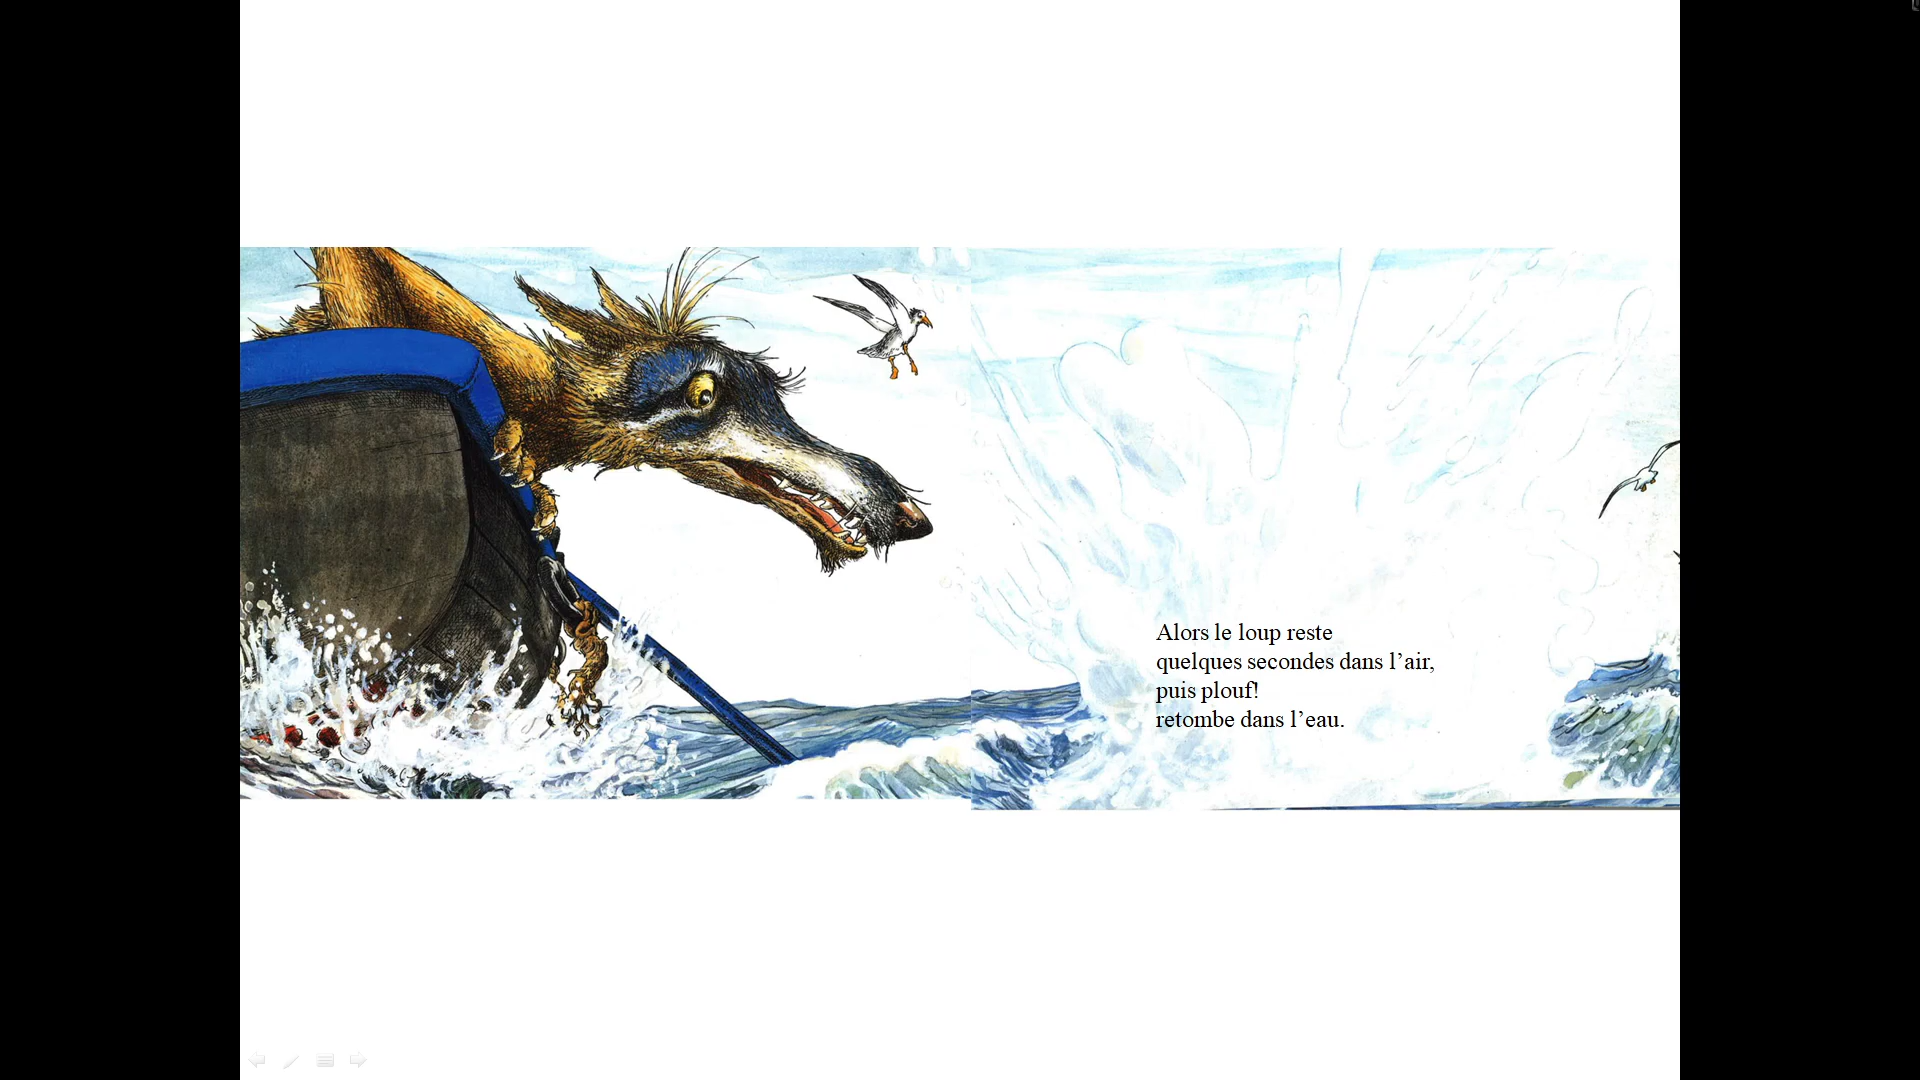 Alors le loup reste
quelques secondes dans l’air,
puis plouf!
retombe dans l’eau.